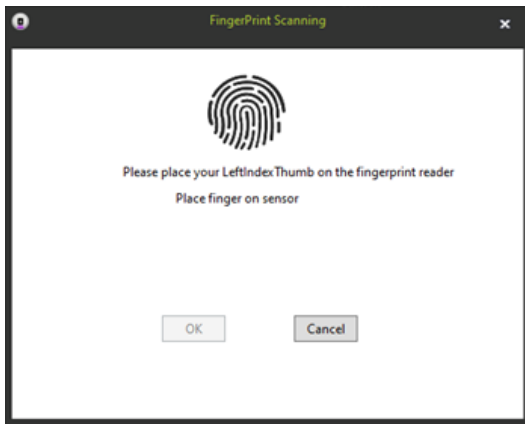 FingerPrint Scanning
Please place your LeftIndexThumb on the fingerprint reader
Place finger on sensor
OK
Cancel